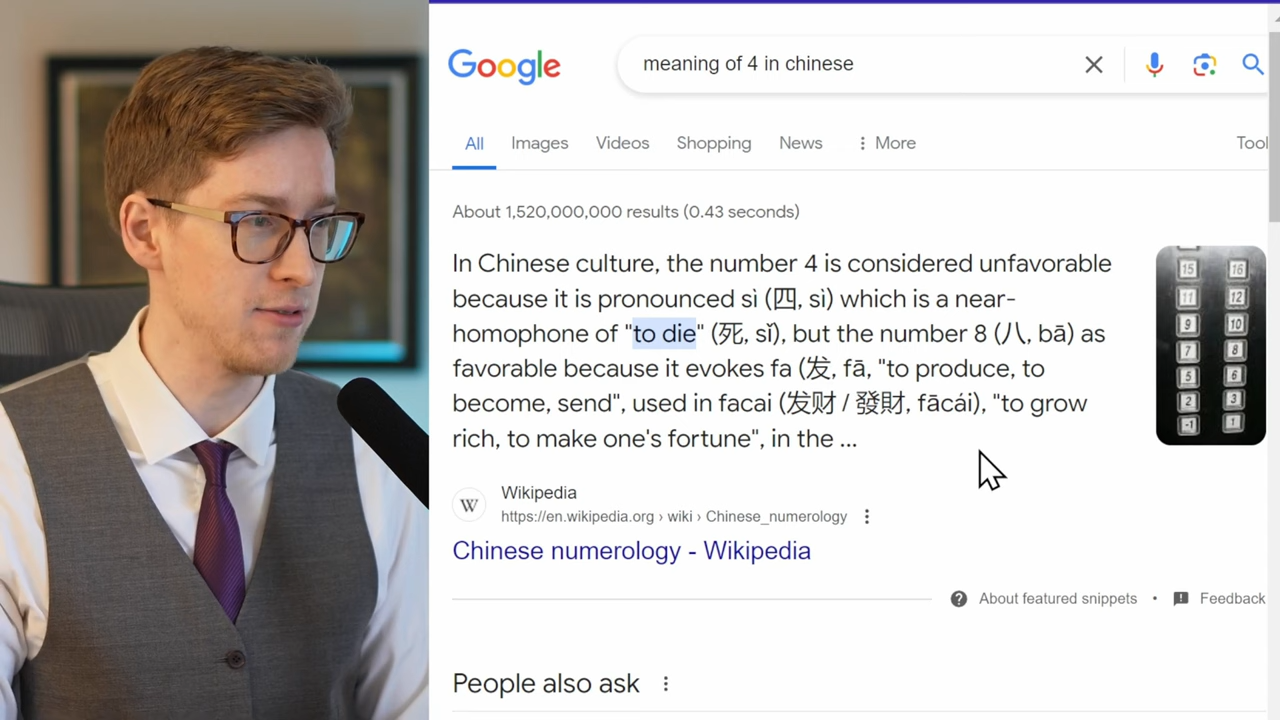 Google
meaning of 4 in chinese
All Images Videos Shopping News More
Tool
About 1,520,000,000 results (0.43 seconds)
In Chinese culture, the number 4 is considered unfavorable
because it is pronounced sì (四, sì) which is a near-
homophone of "to die" (死, sǐ), but the number 8 (八, bā) as
favorable because it evokes fa (发, fā, "to produce, to
become, send", used in facai (发财 / 發財, fācái), "to grow
rich, to make one's fortune", in the ...
15 16
11 12
9 10
7 8
5 6
2 3
-1 1
W
Wikipedia
https://en.wikipedia.org › wiki › Chinese_numerology
Chinese numerology - Wikipedia
? About featured snippets • Feedback
People also ask